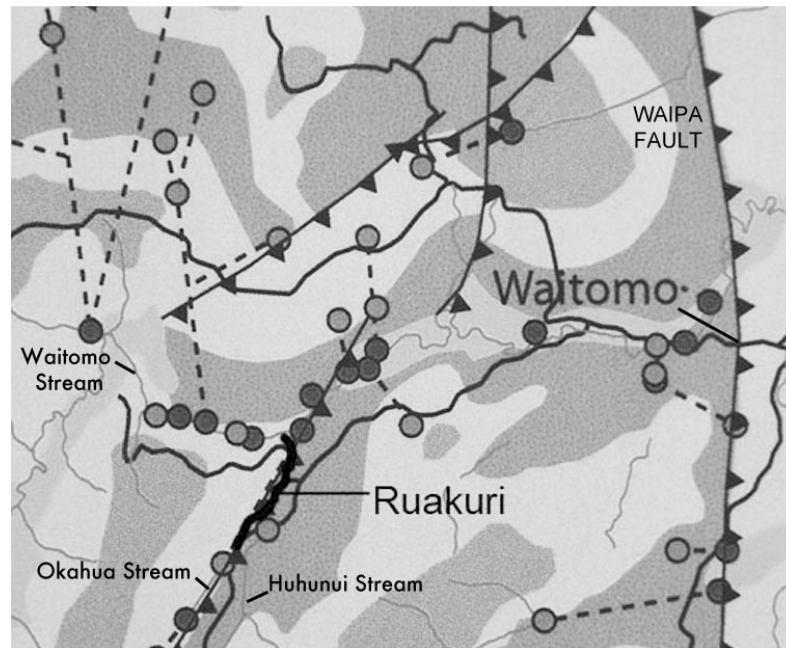 WAIPA
FAULT
Waitomo
Waitomo
Stream
Ruakuri
Okahua Stream
Huhunui Stream